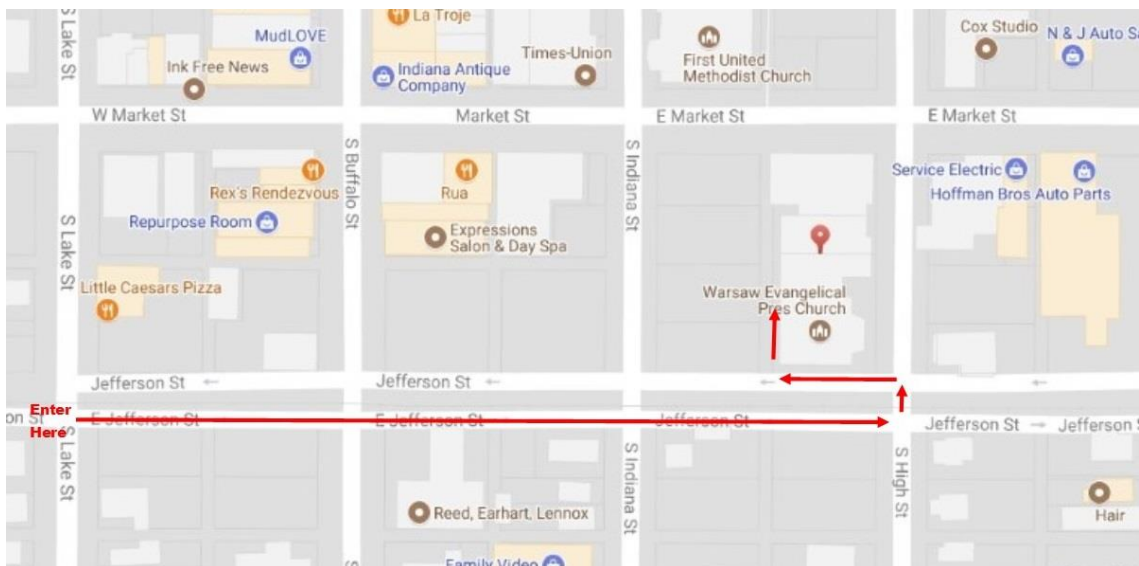 S Lake St
La Troje
MudLOVE
Ink Free News
Indiana Antique
Company
Times-Union
First United
Methodist Church
Cox Studio
N & J Auto Sa
W Market St
Market St
E Market St
E Market St
S Buffalo St
S Indiana St
S Lake St
Rex's Rendezvous
Repurpose Room
Rua
Expressions
Salon & Day Spa
Service Electric
Hoffman Bros Auto Parts
Little Caesars Pizza
Warsaw Evangelical
Pres Church
Jefferson St ←
Jefferson St ←
←
←
Enter
Here
on St
E Jefferson St
E Jefferson St
Jefferson St
Jefferson St → Jefferson S
S Lake St
S Indiana St
S High St
Reed, Earhart, Lennox
Hair
Family Video